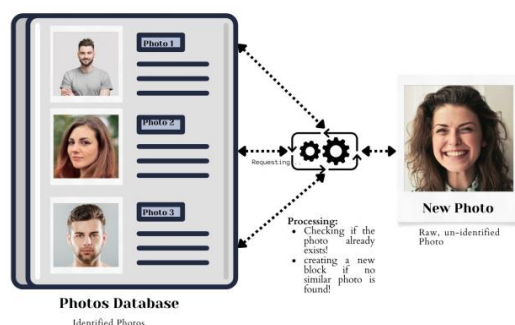 Photo 1
Photo 2
Photo 3
Photos Database
Identified Photos
Requesting...
Processing:
• Checking if the
photo already
exists!
• creating a new
block if no
similar photo is
found!
New Photo
Raw, un-identified
Photo